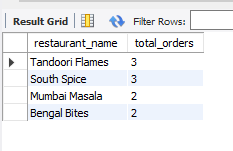 Result Grid Filter Rows:
restaurant_name total_orders
Tandoori Flames 3
South Spice 3
Mumbai Masala 2
Bengal Bites 2